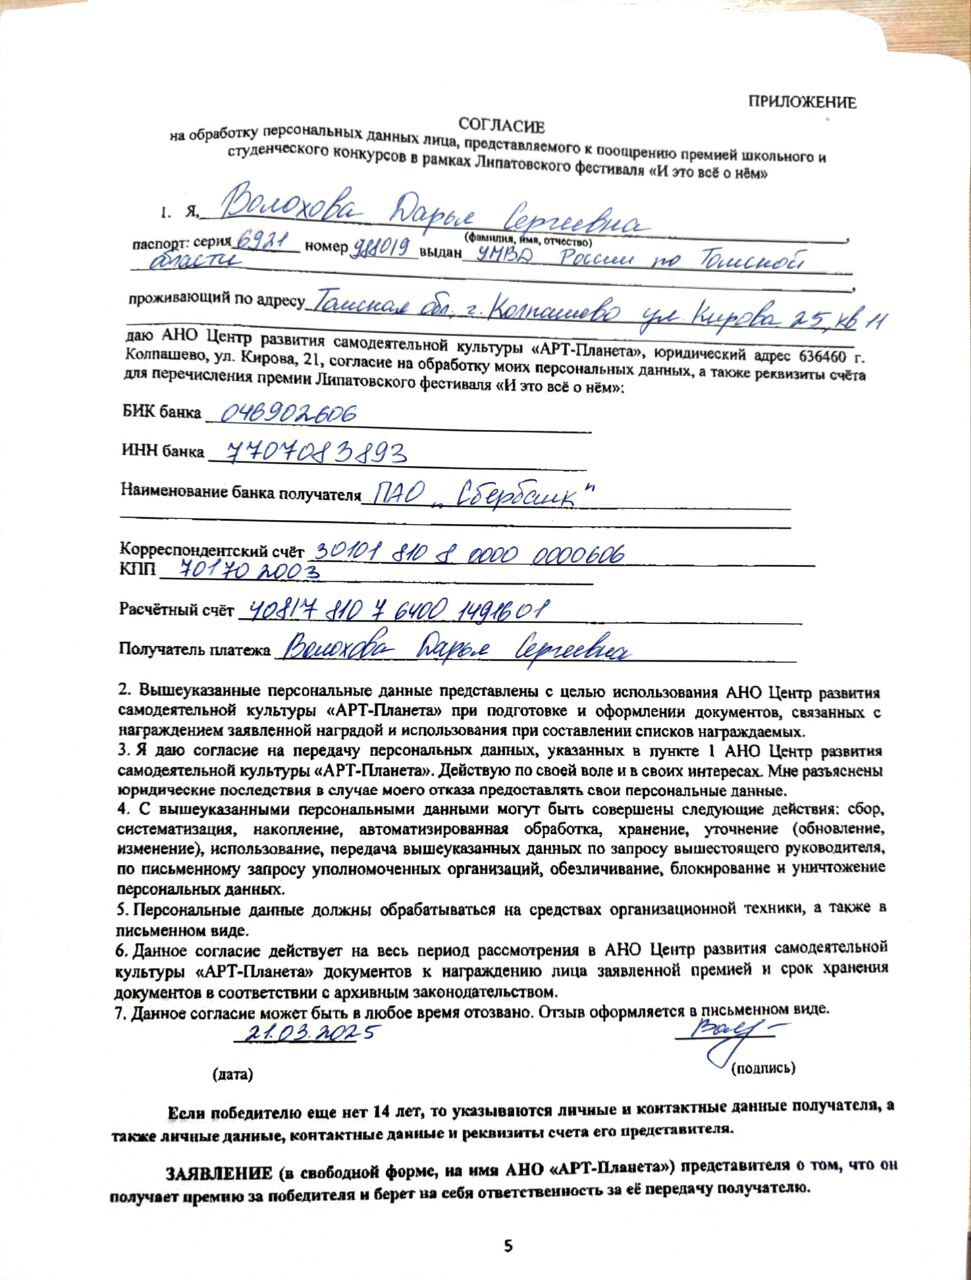 ПРИЛОЖЕНИЕ
СОГЛАСИЕ
на обработку персональных данных лица, представляемого к поощрению премией школьного и
студенческого конкурсов в рамках Липатовского фестиваля «И это всё о нём»
1. Я, Волохова Дарья Сергеевна,
(фамилия, имя, отчество)
паспорт: серия 6921 номер 988019 выдан УМВД России по Томской
области,
проживающий по адресу Томская обл, г. Колпашево ул. Кирова 25, кв 11
даю АНО Центр развития самодеятельной культуры «АРТ-Планета», юридический адрес 636460 г.
Колпашево, ул. Кирова, 21, согласие на обработку моих персональных данных, а также реквизиты счёта
для перечисления премии Липатовского фестиваля «И это всё о нём»:
БИК банка 046902606
ИНН банка 7707083893
Наименование банка получателя ПАО „Сбербанк"
Корреспондентский счёт 30101 810 8 0000 0000606
КПП 70170 2003
Расчётный счёт 40817 810 7 6400 1491601
Получатель платежа Волохова Дарья Сергеевна
2. Вышеуказанные персональные данные представлены с целью использования АНО Центр развития
самодеятельной культуры «АРТ-Планета» при подготовке и оформлении документов, связанных с
награждением заявленной наградой и использования при составлении списков награждаемых.
3. Я даю согласие на передачу персональных данных, указанных в пункте 1 АНО Центр развития
самодеятельной культуры «АРТ-Планета». Действую по своей воле и в своих интересах. Мне разъяснены
юридические последствия в случае моего отказа предоставлять свои персональные данные.
4. С вышеуказанными персональными данными могут быть совершены следующие действия: сбор,
систематизация, накопление, автоматизированная обработка, хранение, уточнение (обновление,
изменение), использование, передача вышеуказанных данных по запросу вышестоящего руководителя,
по письменному запросу уполномоченных организаций, обезличивание, блокирование и уничтожение
персональных данных.
5. Персональные данные должны обрабатываться на средствах организационной техники, а также в
письменном виде.
6. Данное согласие действует на весь период рассмотрения в АНО Центр развития самодеятельной
культуры «АРТ-Планета» документов к награждению лица заявленной премией и срок хранения
документов в соответствии с архивным законодательством.
7. Данное согласие может быть в любое время отозвано. Отзыв оформляется в письменном виде.
21.03.2025
(дата) (подпись)
Если победителю еще нет 14 лет, то указываются личные и контактные данные получателя, а
также личные данные, контактные данные и реквизиты счета его представителя.
ЗАЯВЛЕНИЕ (в свободной форме, на имя АНО «АРТ-Планета») представителя о том, что он
получает премию за победителя и берет на себя ответственность за её передачу получателю.
5